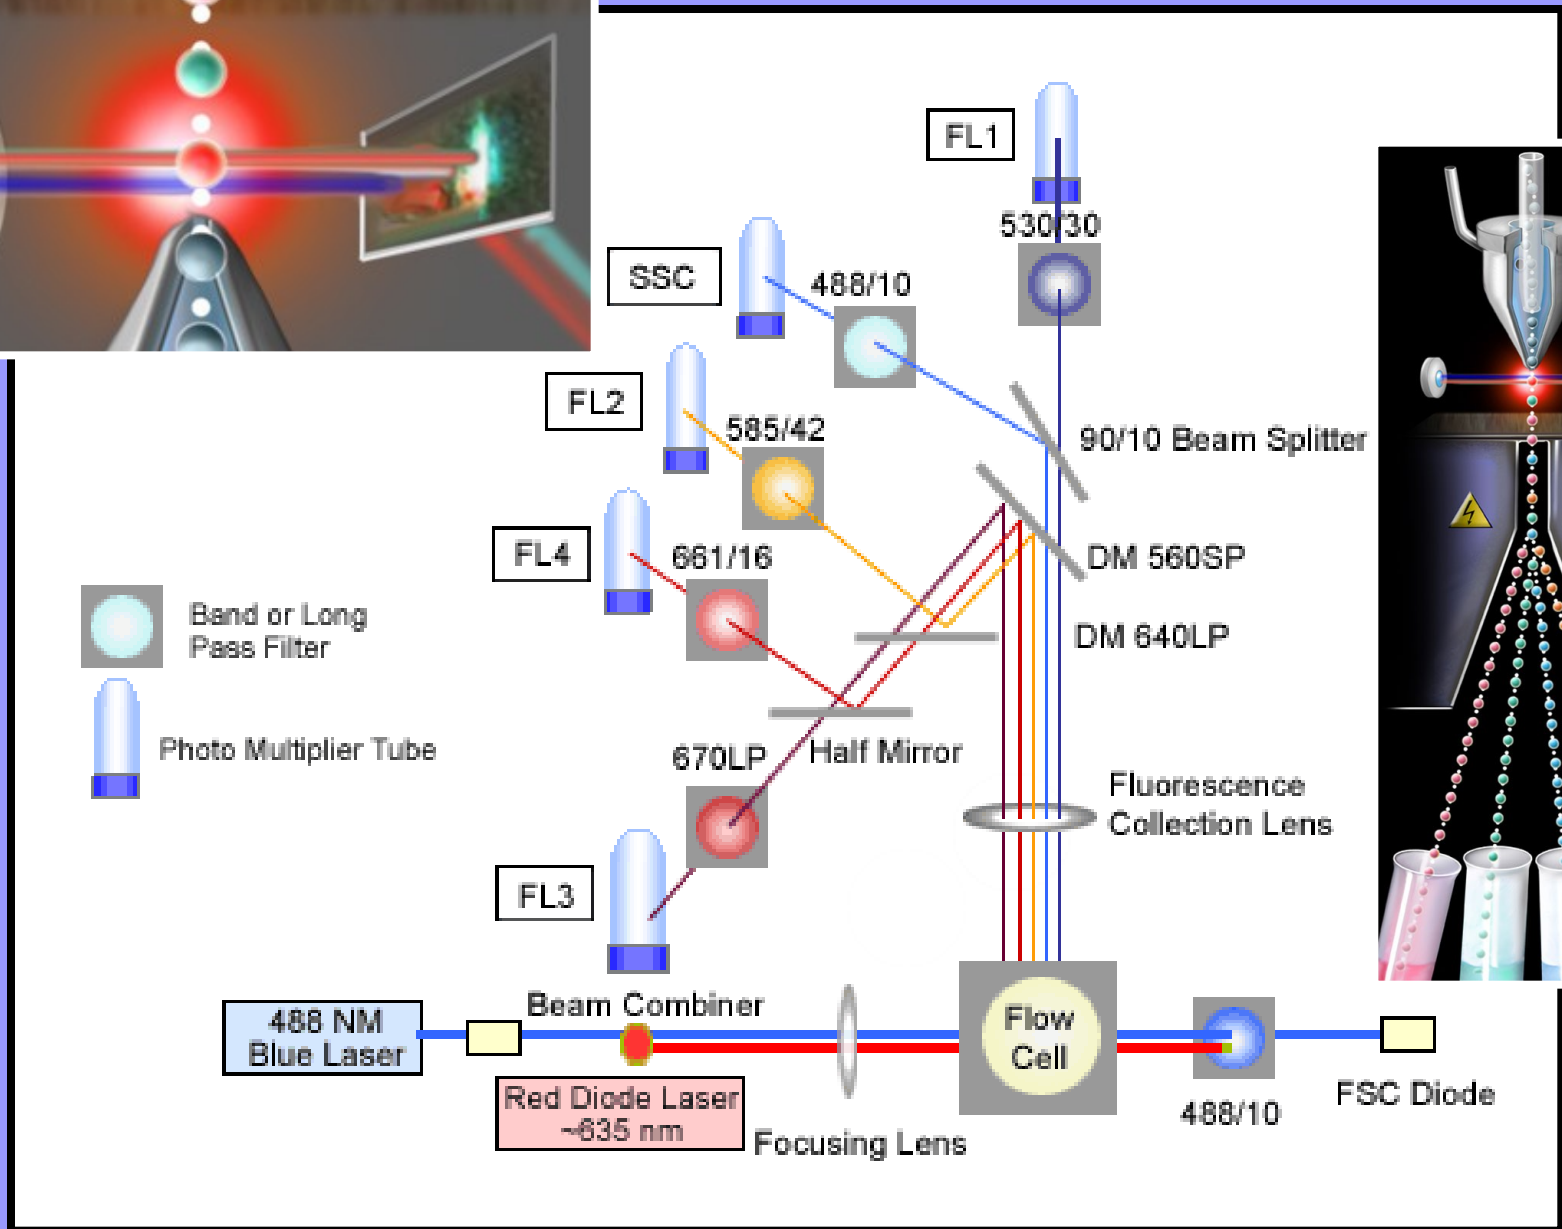 FL1
530/30
SSC
488/10
FL2
585/42
90/10 Beam Splitter
FL4
661/16
DM 560SP
Band or Long
Pass Filter
DM 640LP
Photo Multiplier Tube
670LP
Half Mirror
Fluorescence
Collection Lens
FL3
488 NM
Blue Laser
Beam Combiner
Flow
Cell
Red Diode Laser
~635 nm
Focusing Lens
488/10
FSC Diode